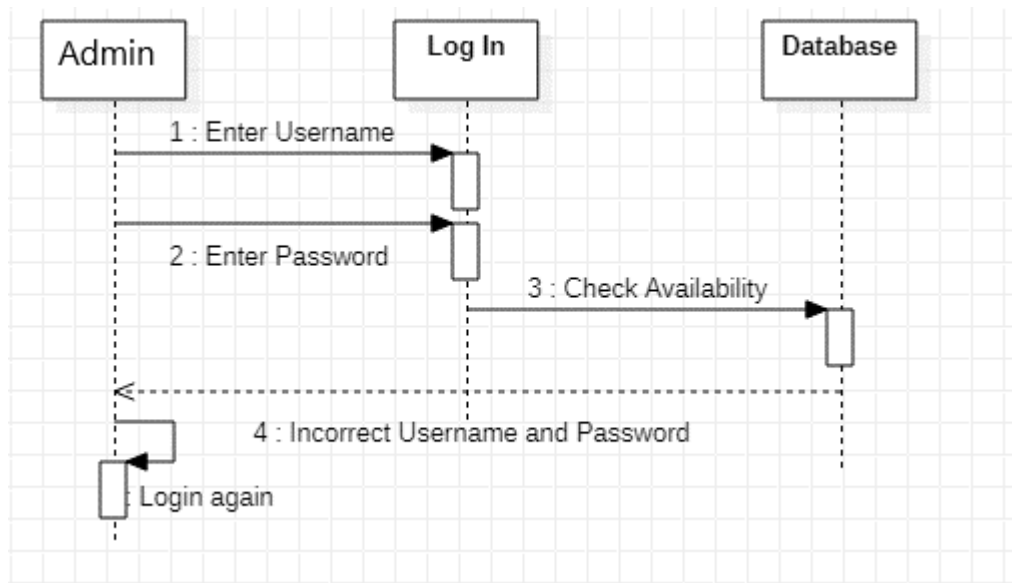 Admin
Log In
Database
1 : Enter Username
2 : Enter Password
3 : Check Availability
4 : Incorrect Username and Password
: Login again